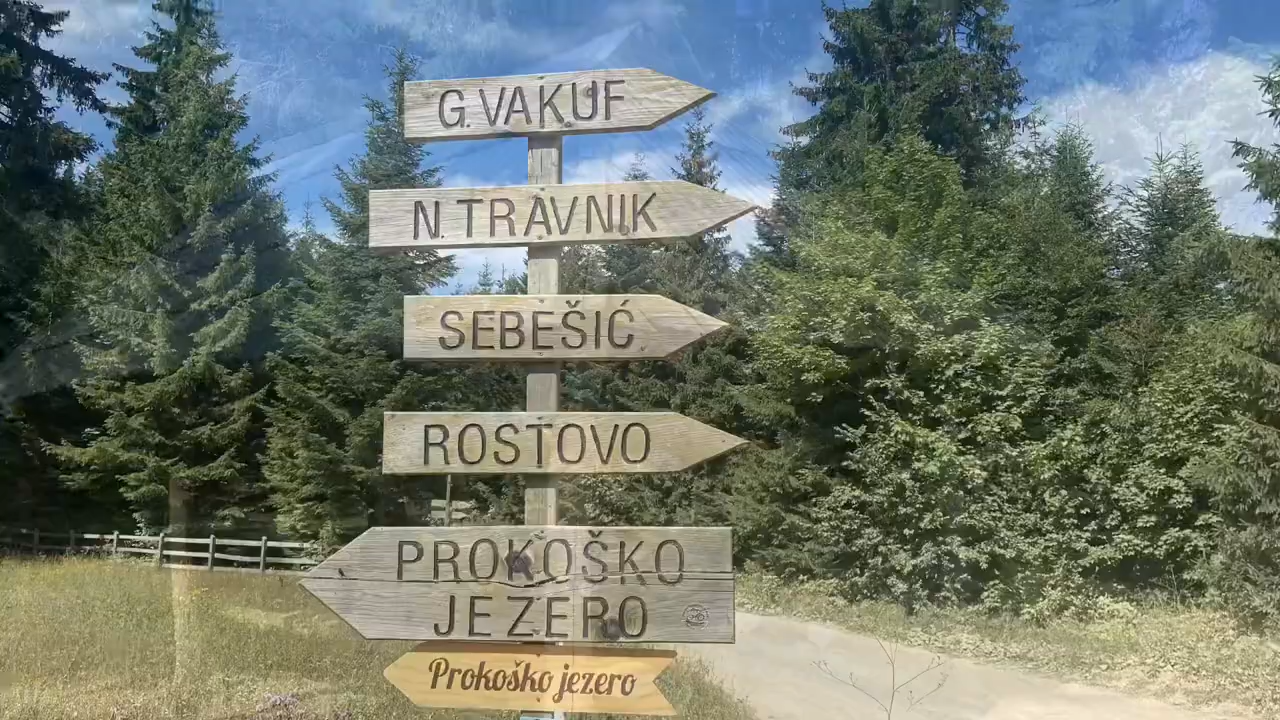 G. VAKUF
N. TRAVNIK
SEBEŠIĆ
ROSTOVO
PROKOŠKO
JEZERO
Prokoško jezero